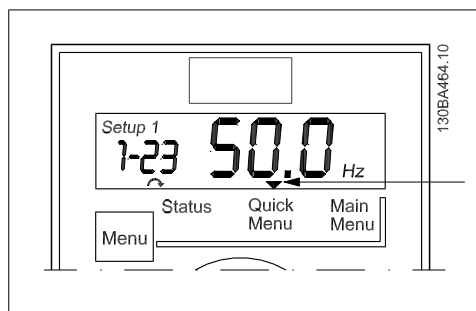 130BA464.10
Setup 1
1-23 50.0 Hz
Status Quick Menu Main Menu
Menu